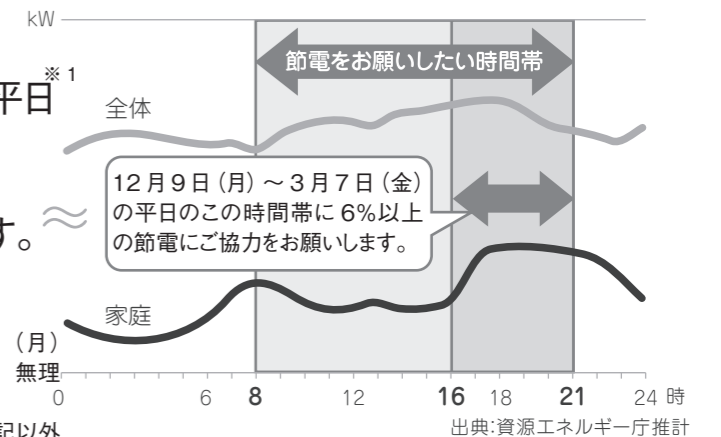 kW
※1
平日
節電をお願いしたい時間帯
全体
12月9日(月)~3月7日(金)
の平日のこの時間帯に6%以上
の節電にご協力をお願いします。
す。
家庭
(月)
無理
0 6 8 12 16 18 21 24 時
出典:資源エネルギー庁推計
記以外